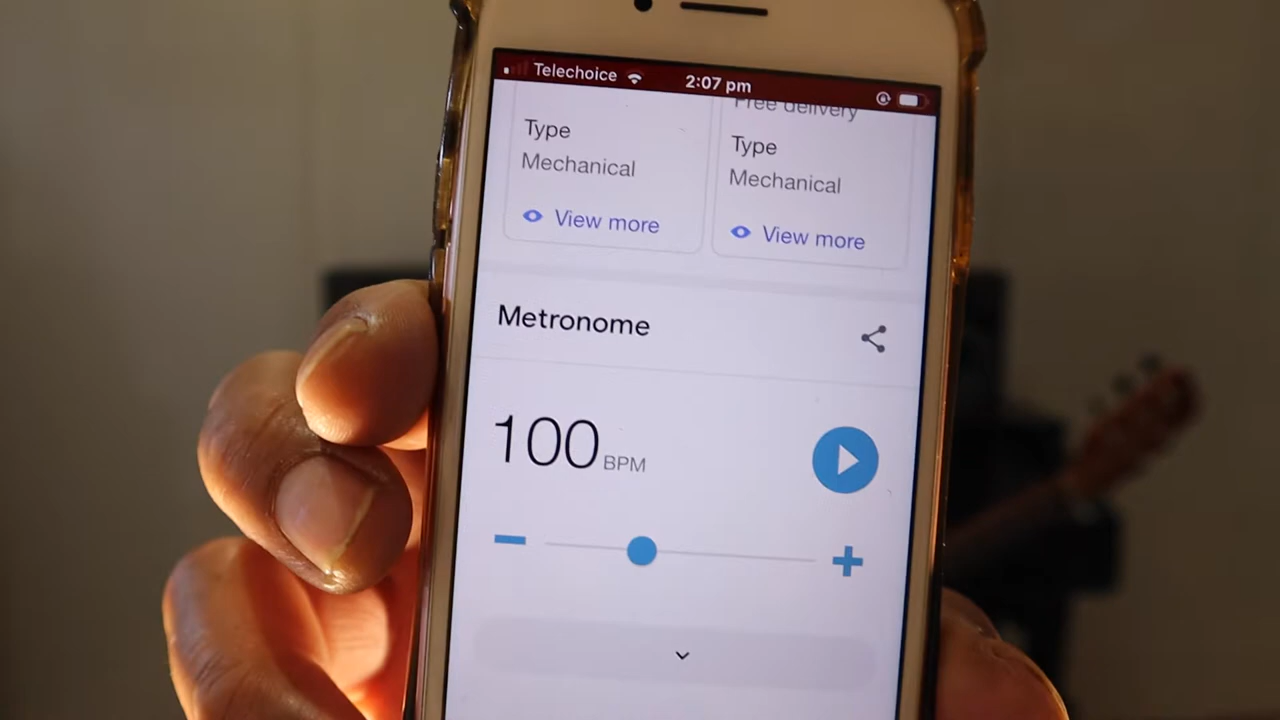 Telechoice 2:07 pm
Free delivery
Type
Mechanical
View more
Type
Mechanical
View more
Metronome
100 BPM